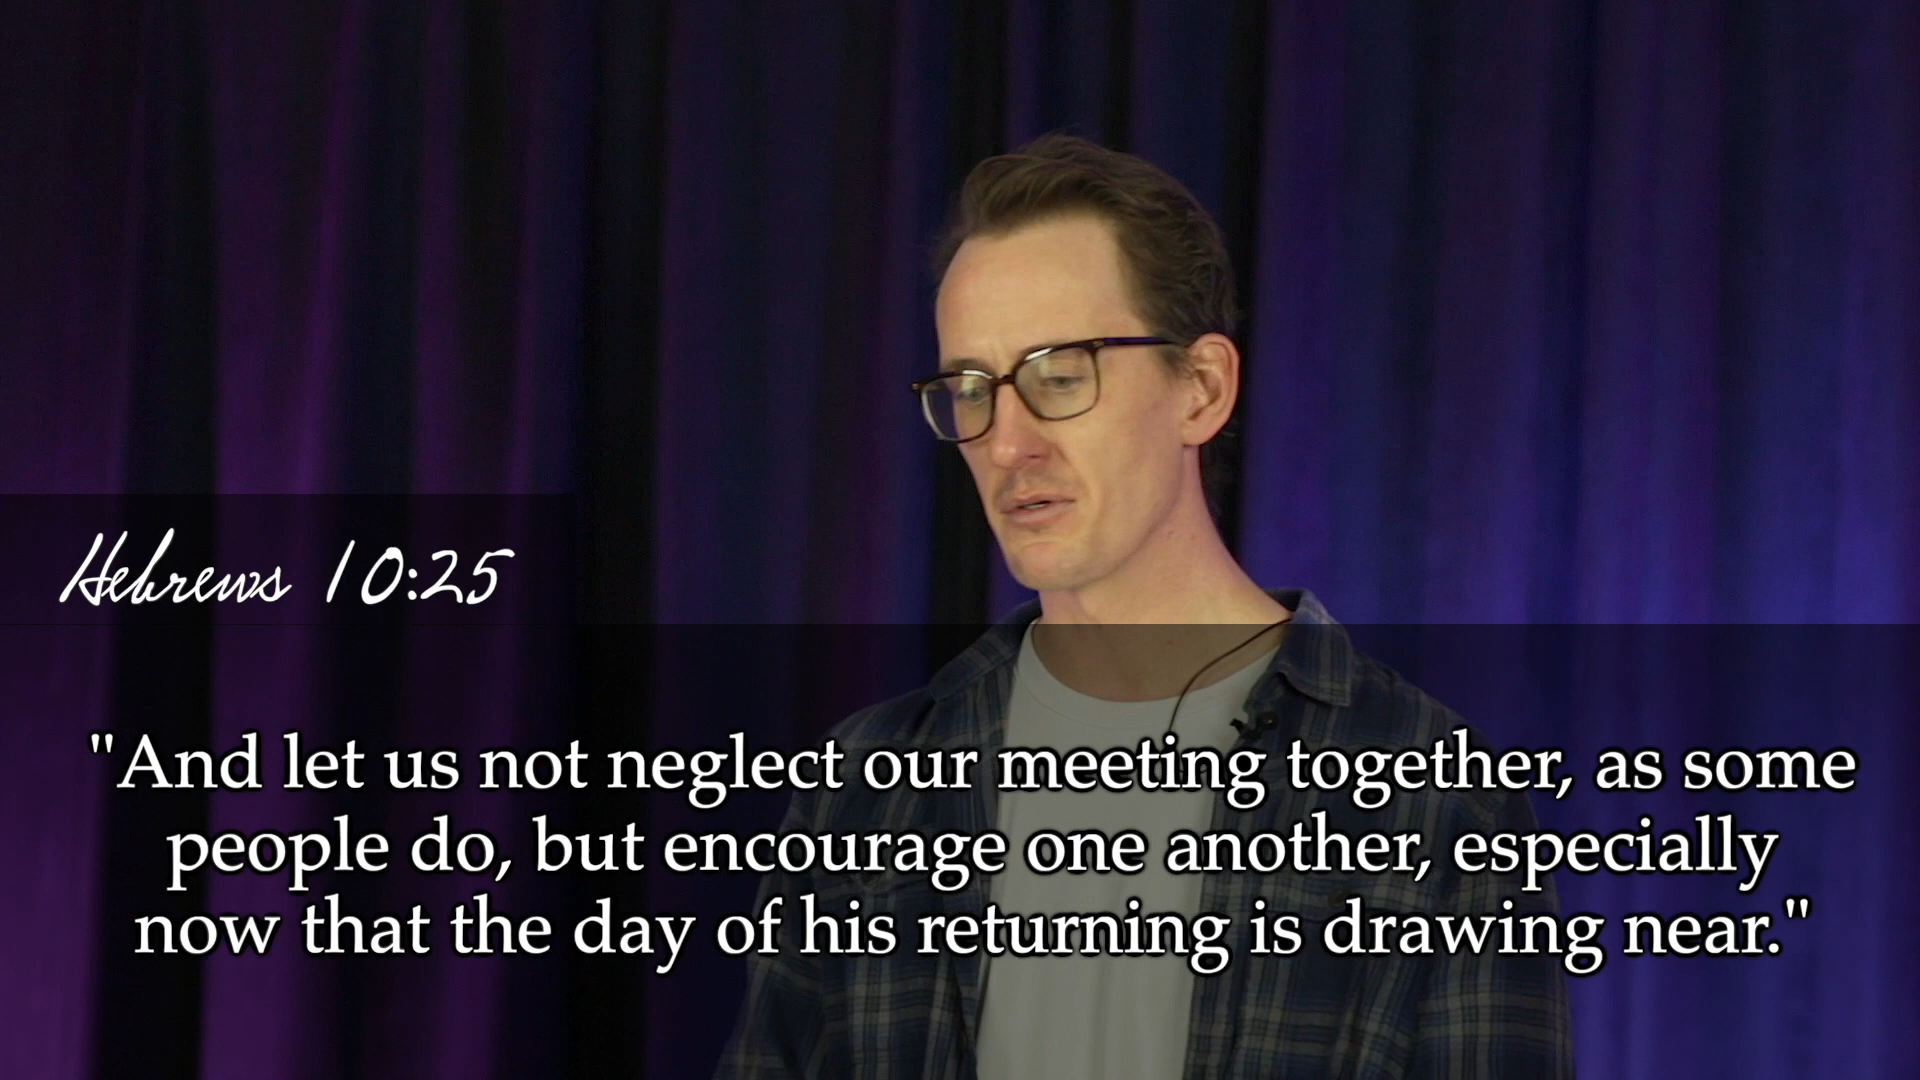 Hebrews 10:25
"And let us not neglect our meeting together, as some
people do, but encourage one another, especially
now that the day of his returning is drawing near."